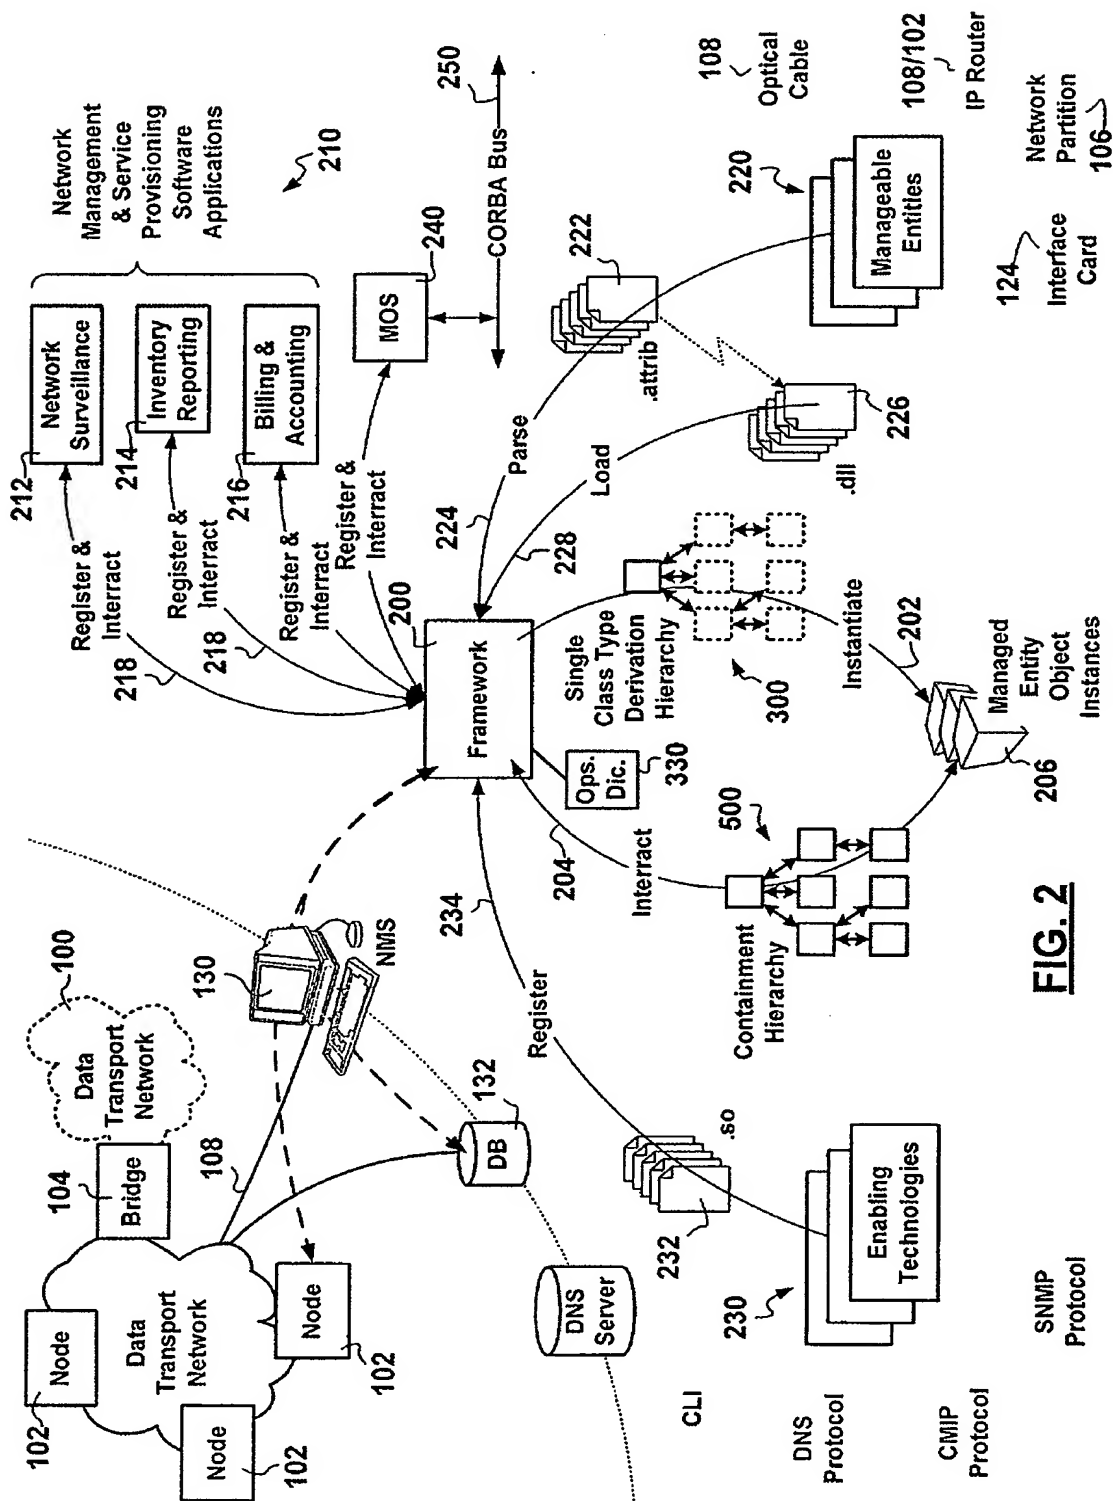 Data
Transport
Network
100
Bridge
104
Node
102
Data
Transport
Network
Node
102
Node
102
108
130
NMS
DB
132
DNS
Server
Network
Management
& Service
Provisioning
Software
Applications
210
Network
Surveillance
212
Inventory
Reporting
214
Billing &
Accounting
216
MOS
240
CORBA Bus
250
Register &
Interract
218
Register &
Interract
218
Register &
Interract
Register &
Interract
Framework
200
Ops.
Dic.
330
Parse
224
Load
228
.attrib
222
.dll
226
Manageable
Entities
220
108
Optical
Cable
108/102
IP Router
Network
Partition
106
124
Interface
Card
Single
Class Type
Derivation
Hierarchy
300
Instantiate
202
Managed
Entity
Object
Instances
206
Interract
204
Containment
Hierarchy
500
Register
234
.so
232
Enabling
Technologies
230
CLI
DNS
Protocol
CMIP
Protocol
SNMP
Protocol
FIG. 2